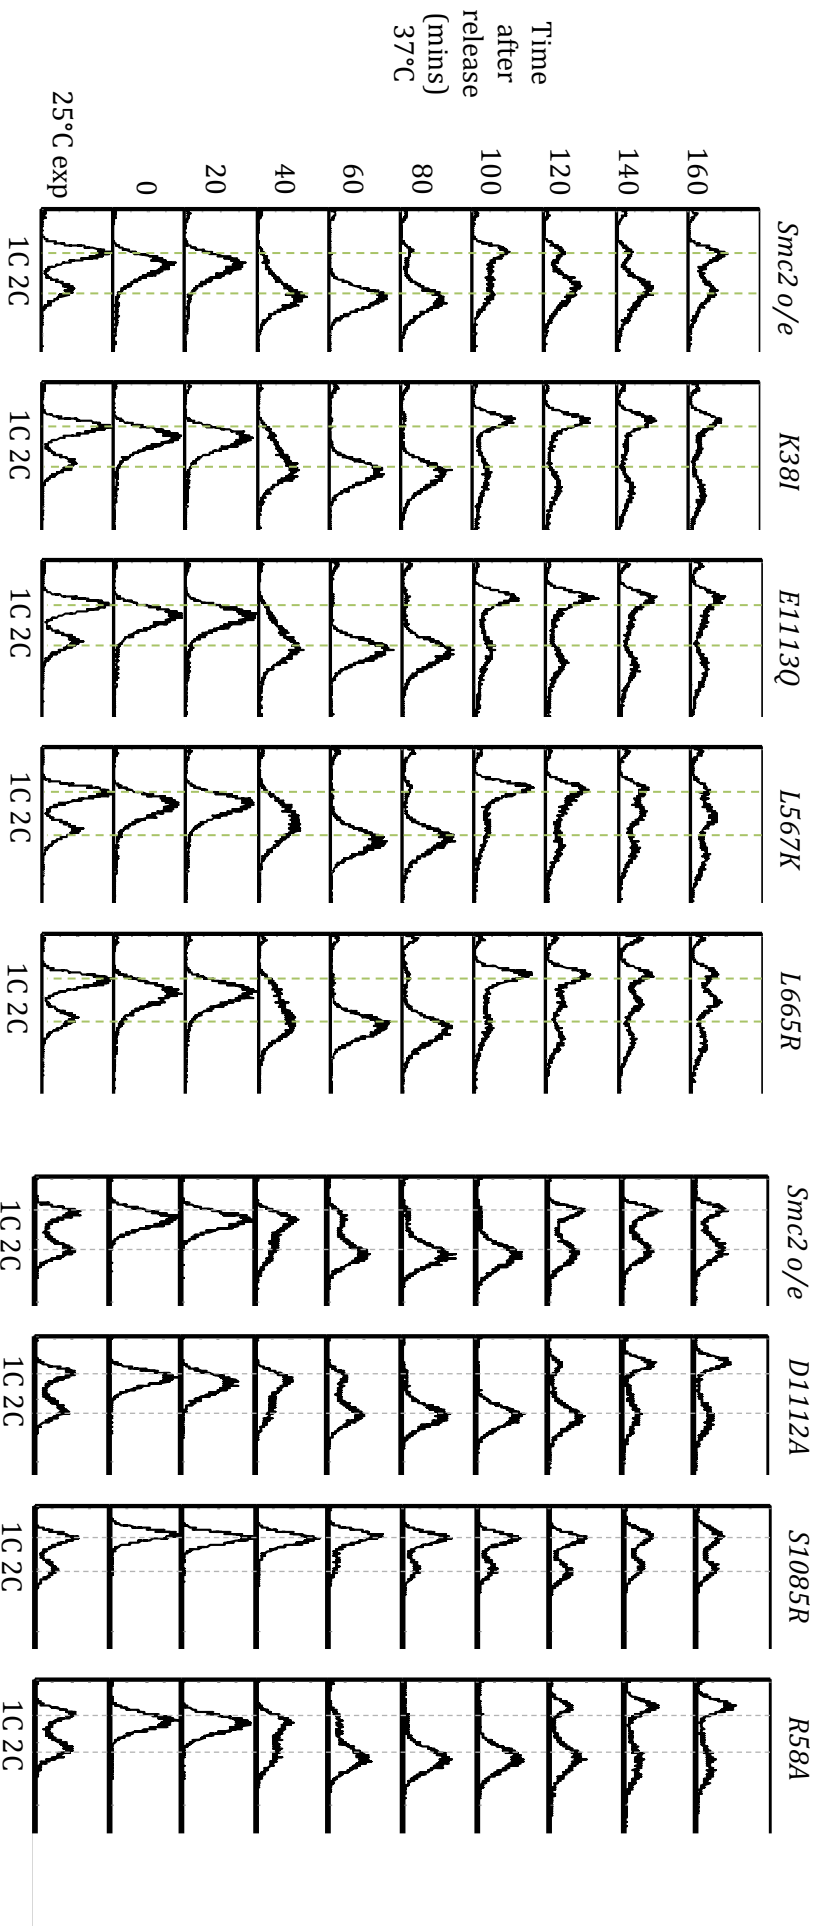 Smc2 o/e
K38I
E1113Q
L567K
L665R
Smc2 o/e
D1112A
S1085R
R58A
Time
after
release
(mins)
37°C
160
140
120
100
80
60
40
20
0
25°C exp
1C 2C
1C 2C
1C 2C
1C 2C
1C 2C
1C 2C
1C 2C
1C 2C
1C 2C